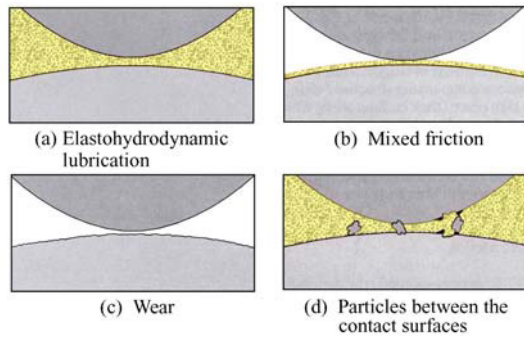 (a) Elastohydrodynamic
lubrication
(b) Mixed friction
(c) Wear
(d) Particles between the
contact surfaces